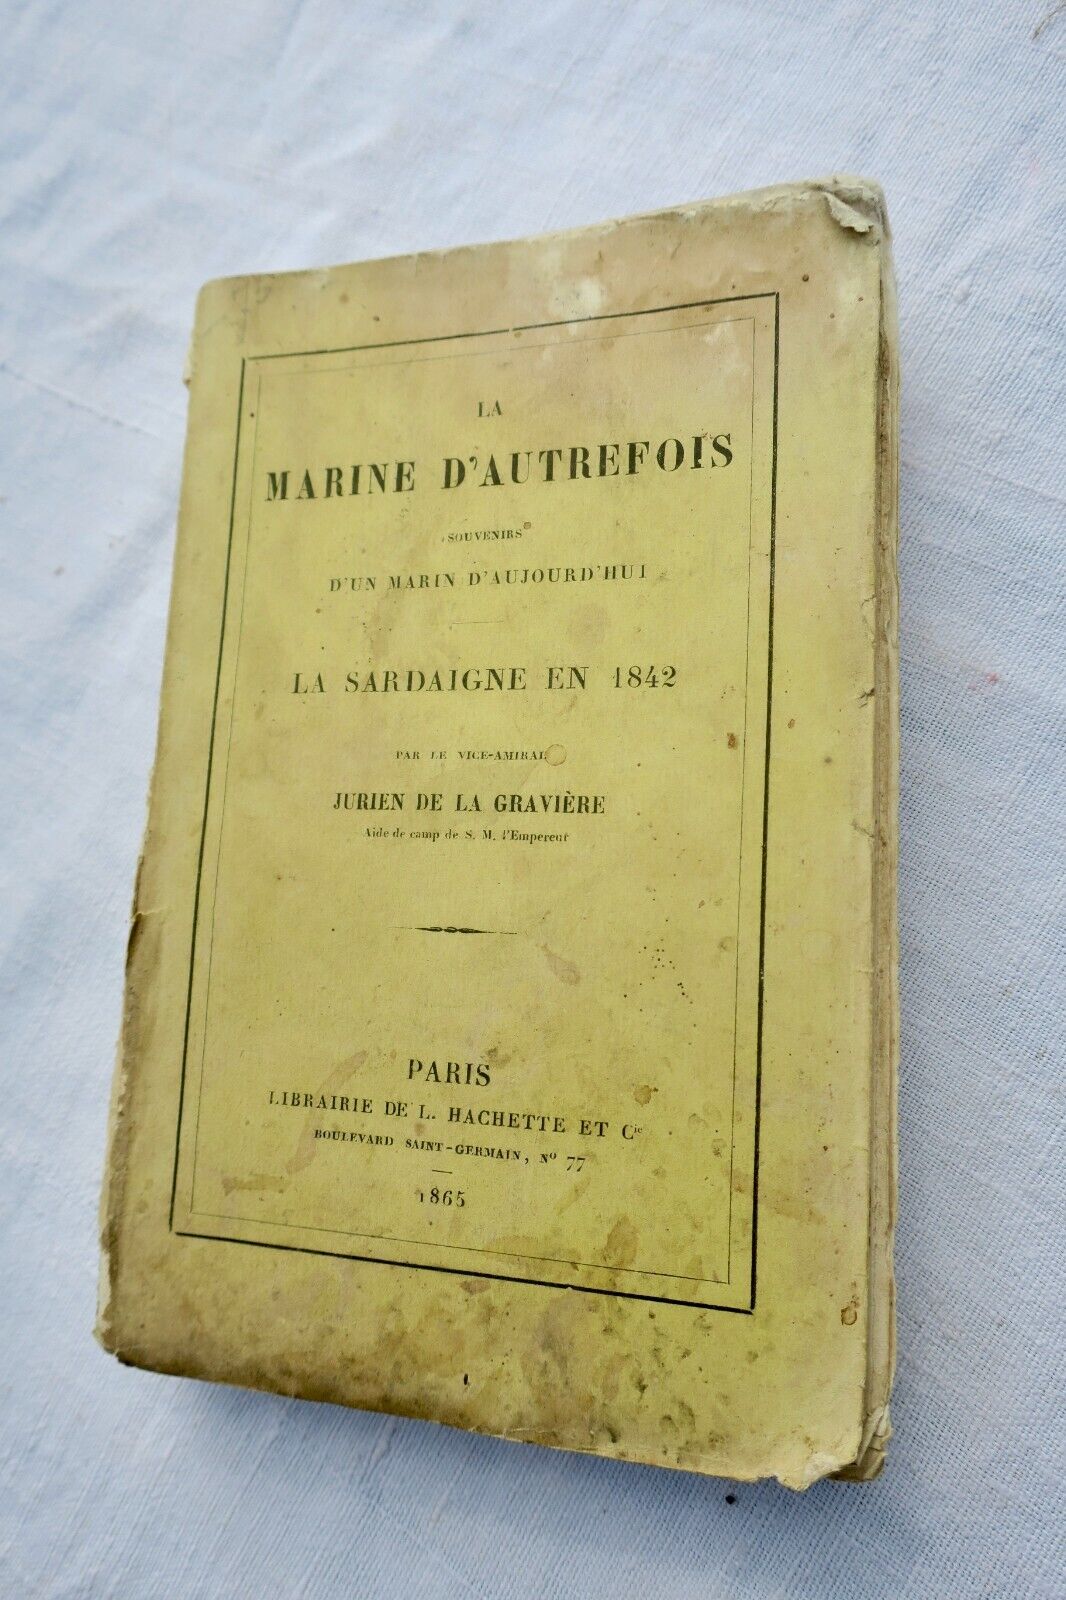 LA
MARINE D'AUTREFOIS
SOUVENIRS
D'UN MARIN D'AUJOURD'HUI
LA SARDAIGNE EN 1842
PAR LE VICE-AMIRAL
JURIEN DE LA GRAVIÈRE
Aide de camp de S. M. l'Empereur
PARIS
LIBRAIRIE DE L. HACHETTE ET Cie
BOULEVARD SAINT-GERMAIN, No 77
1865